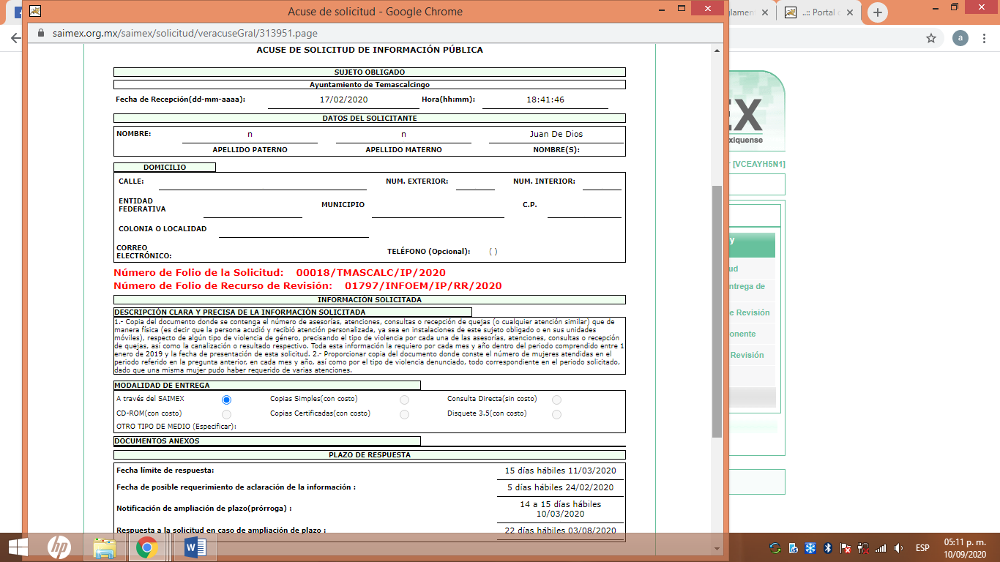 Acuse de solicitud - Google Chrome
glament
..:: Portal d
saimex.org.mx/saimex/solicitud/veracuseGral/313951.page
a
ACUSE DE SOLICITUD DE INFORMACIÓN PÚBLICA
SUJETO OBLIGADO
Ayuntamiento de Temascalcingo
Fecha de Recepción(dd-mm-aaaa): 17/02/2020 Hora(hh:mm): 18:41:46
DATOS DEL SOLICITANTE
NOMBRE: n n Juan De Dios
APELLIDO PATERNO APELLIDO MATERNO NOMBRE(S):
DOMICILIO
CALLE: NUM. EXTERIOR: NUM. INTERIOR:
ENTIDAD
FEDERATIVA MUNICIPIO C.P.
COLONIA O LOCALIDAD
CORREO
ELECTRÓNICO: TELÉFONO (Opcional): ( )
Número de Folio de la Solicitud: 00018/TMASCALC/IP/2020
Número de Folio de Recurso de Revisión: 01797/INFOEM/IP/RR/2020
INFORMACIÓN SOLICITADA
DESCRIPCIÓN CLARA Y PRECISA DE LA INFORMACIÓN SOLICITADA
1.- Copia del documento donde se contenga el número de asesorías, atenciones, consultas o recepción de quejas (o cualquier atención similar) que de
manera física (es decir que la persona acudió y recibió atención personalizada, ya sea en instalaciones de este sujeto obligado o en sus unidades
móviles), respecto de algún tipo de violencia de género, precisando el tipo de violencia por cada una de las asesorías, atenciones, consultas o recepción
de quejas, así como la canalización o resultado respectivo. Toda esta información la requiero por cada mes y año dentro del periodo comprendido entre 1
enero de 2019 y la fecha de presentación de esta solicitud. 2.- Proporcionar copia del documento donde conste el número de mujeres atendidas en el
periodo referido en la pregunta anterior, en cada mes y año, así como por el tipo de violencia denunciado, todo correspondiente en el periodo solicitado,
dado que una misma mujer pudo haber requerido de varias atenciones.
MODALIDAD DE ENTREGA
A través del SAIMEX Copias Simples(con costo) Consulta Directa(sin costo)
CD-ROM(con costo) Copias Certificadas(con costo) Disquete 3.5(con costo)
OTRO TIPO DE MEDIO (Especificar):
DOCUMENTOS ANEXOS
PLAZO DE RESPUESTA
Fecha límite de respuesta: 15 días hábiles 11/03/2020
Fecha de posible requerimiento de aclaración de la información : 5 días hábiles 24/02/2020
Notificación de ampliación de plazo(prórroga) : 14 a 15 días hábiles
10/03/2020
Respuesta a la solicitud en caso de ampliación de plazo : 22 días hábiles 03/08/2020
EX
xiquense
r [VCEAYH5N1]
y
ud
ntrega de
e Revisión
onente
Revisión
hp
W
ESP
05:11 p. m.
10/09/2020